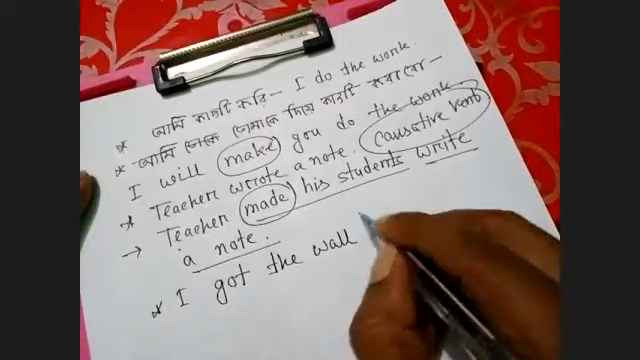 * আমি কাজটি করি – I do the work.
* আমি তোমাকে দিয়ে কাজটি করাবো –
I will make you do the work.
causative verb
* Teacher wrote a note.
→ Teacher made his students write
a note.
* I got the wall